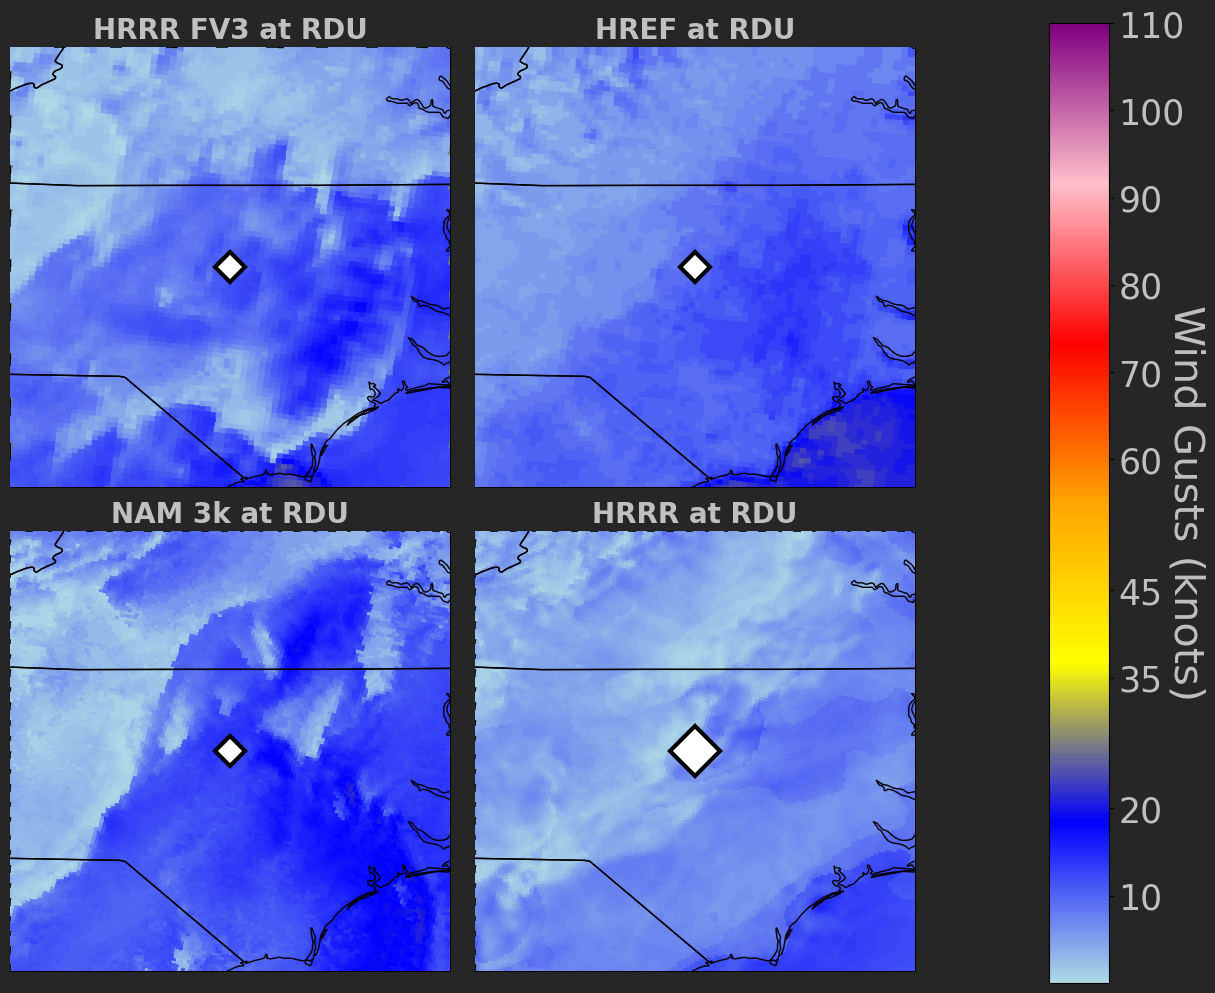 HRRR FV3 at RDU
HREF at RDU
NAM 3k at RDU
HRRR at RDU
110
100
90
80
70
60
45
35
20
10
Wind Gusts (knots)